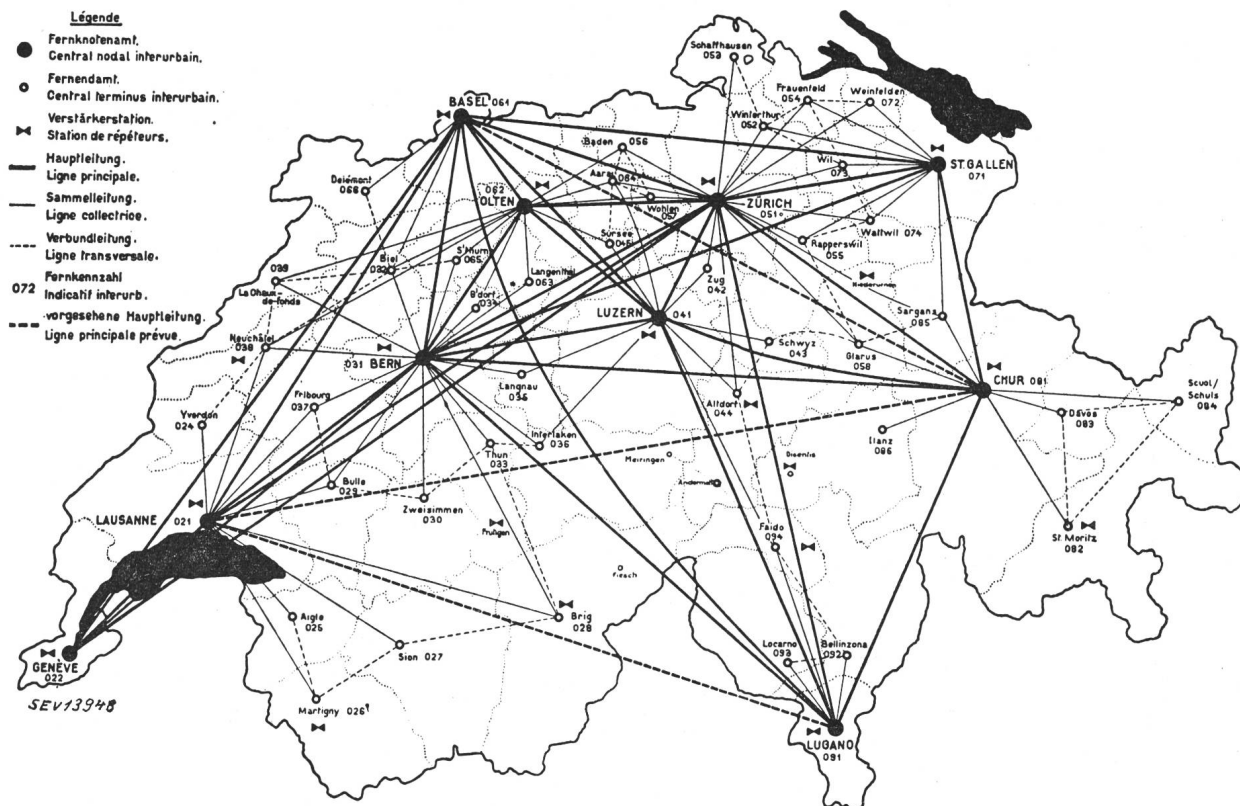 Légende
Fernknotenamt.
Central nodal interurbain.
Fernendamt.
Central terminus interurbain.
Verstärkerstation.
Station de répéteurs.
Hauptleitung.
Ligne principale.
Sammelleitung.
Ligne collectrice.
Verbundleitung.
Ligne transversale.
072 Fernkennzahl
Indicatif interurb.
vorgesehene Hauptleitung.
Ligne principale prévue.
Schaffhausen
053
Frauenfeld
054
Weinfelden
072
Winterthur
052
BASEL 061
Baden 056
Aarau 064
Wil
073
ST. GALLEN
071
Delémont
066
062
OLTEN
Wohlen
057
ZÜRICH
051
Wattwil 074
Sursee
045
Rapperswil
055
Biel
032
S'thurn
065
Langenthal
063
Zug
042
Niederurnen
039
La Chaux-
de-fonds
B'dorf
034
LUZERN 041
Sargans
085
Neuchâtel
038
031 BERN
Schwyz
043
Glarus
058
Langnau
035
CHUR 081
Scuol/
Schuls
084
Fribourg
037
Altdorf
044
Davos
083
Yverdon
024
Ilanz
086
Interlaken
036
Thun
033
Meiringen
Disentis
Bulle
029
Andermatt
Zweisimmen
030
LAUSANNE 021
Frutigen
Faido
094
St. Moritz
082
Fiesch
Aigle
025
Brig
028
Sion 027
Locarno
093
Bellinzona
092
GENÈVE
022
SEV13948
Martigny 026
LUGANO
091